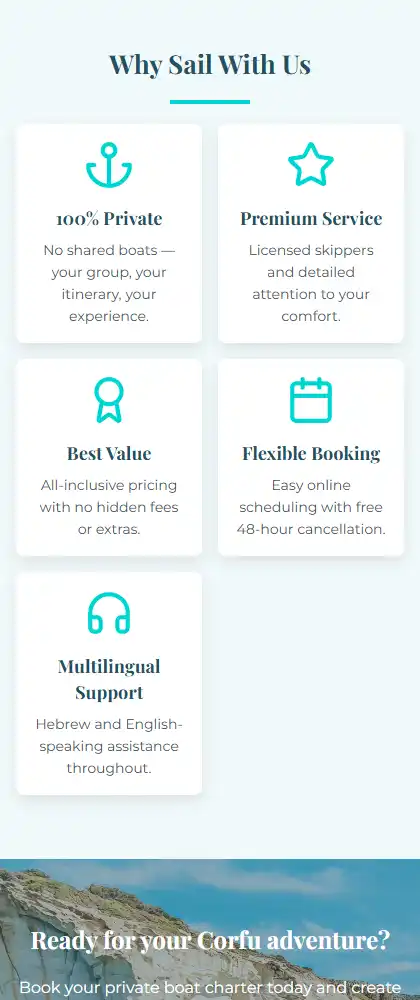 Why Sail With Us
100% Private
No shared boats —
your group, your
itinerary, your
experience.
Premium Service
Licensed skippers
and detailed
attention to your
comfort.
Best Value
All-inclusive pricing
with no hidden fees
or extras.
Flexible Booking
Easy online
scheduling with free
48-hour cancellation.
Multilingual
Support
Hebrew and English-
speaking assistance
throughout.
Ready for your Corfu adventure?
Book your private boat charter today and create